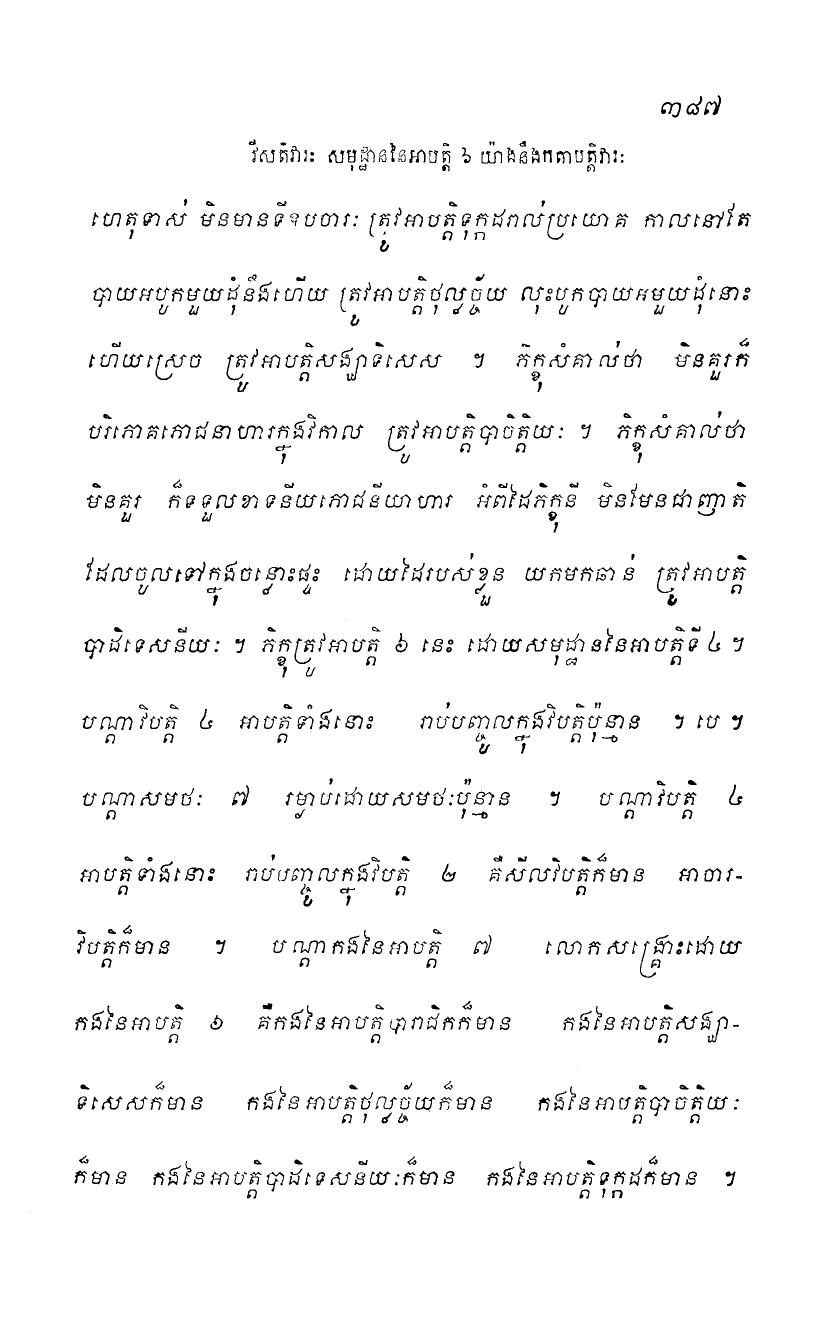 ៣៨៧
វីសតិវារៈ សមុដ្ឋាននៃអាបត្តិ ៦ យ៉ាងនឹងកតាបត្តិវារៈ
ហេតុទាស់ មិនមានទីឧបចារៈ ត្រូវអាបត្តិទុក្កដរាល់ប្រយោគ កាលនៅតែ
បាយអបូកមួយដុំនឹងហើយ ត្រូវអាបត្តិថុល្លច្ច័យ លុះបូកបាយអមួយដុំនោះ
ហើយស្រេច ត្រូវអាបត្តិសង្ឃាទិសេស ។ ភិក្ខុសំគាល់ថា មិនគួរក៏
បរិភោគភោជនាហារក្នុងវិកាល ត្រូវអាបត្តិបាចិត្តិយៈ ។ ភិក្ខុសំគាល់ថា
មិនគួរ ក៏ទទួលខាទនីយភោជនីយាហារ អំពីដៃភិក្ខុនី មិនមែនជាញាតិ
ដែលចូលទៅក្នុងចន្លោះផ្ទះ ដោយដៃរបស់ខ្លួន យកមកឆាន់ ត្រូវអាបត្តិ
បាដិទេសនីយៈ ។ ភិក្ខុត្រូវអាបត្តិ ៦ នេះ ដោយសមុដ្ឋាននៃអាបត្តិទី ៤ ។
បណ្តាវិបត្តិ ៤ អាបត្តិទាំងនោះ រាប់បញ្ចូលក្នុងវិបត្តិប៉ុន្មាន ។ បេ ។
បណ្តាសមថៈ ៧ រម្ងាប់ដោយសមថៈប៉ុន្មាន ។ បណ្តាវិបត្តិ ៤
អាបត្តិទាំងនោះ រាប់បញ្ចូលក្នុងវិបត្តិ ២ គឺសីលវិបត្តិក៏មាន អាចារ-
វិបត្តិក៏មាន ។ បណ្តាកងនៃអាបត្តិ ៧ លោកសង្គ្រោះដោយ
កងនៃអាបត្តិ ៦ គឺកងនៃអាបត្តិបារាជិកក៏មាន កងនៃអាបត្តិសង្ឃា-
ទិសេសក៏មាន កងនៃអាបត្តិថុល្លច្ច័យក៏មាន កងនៃអាបត្តិបាចិត្តិយៈ
ក៏មាន កងនៃអាបត្តិបាដិទេសនីយៈក៏មាន កងនៃអាបត្តិទុក្កដក៏មាន ។